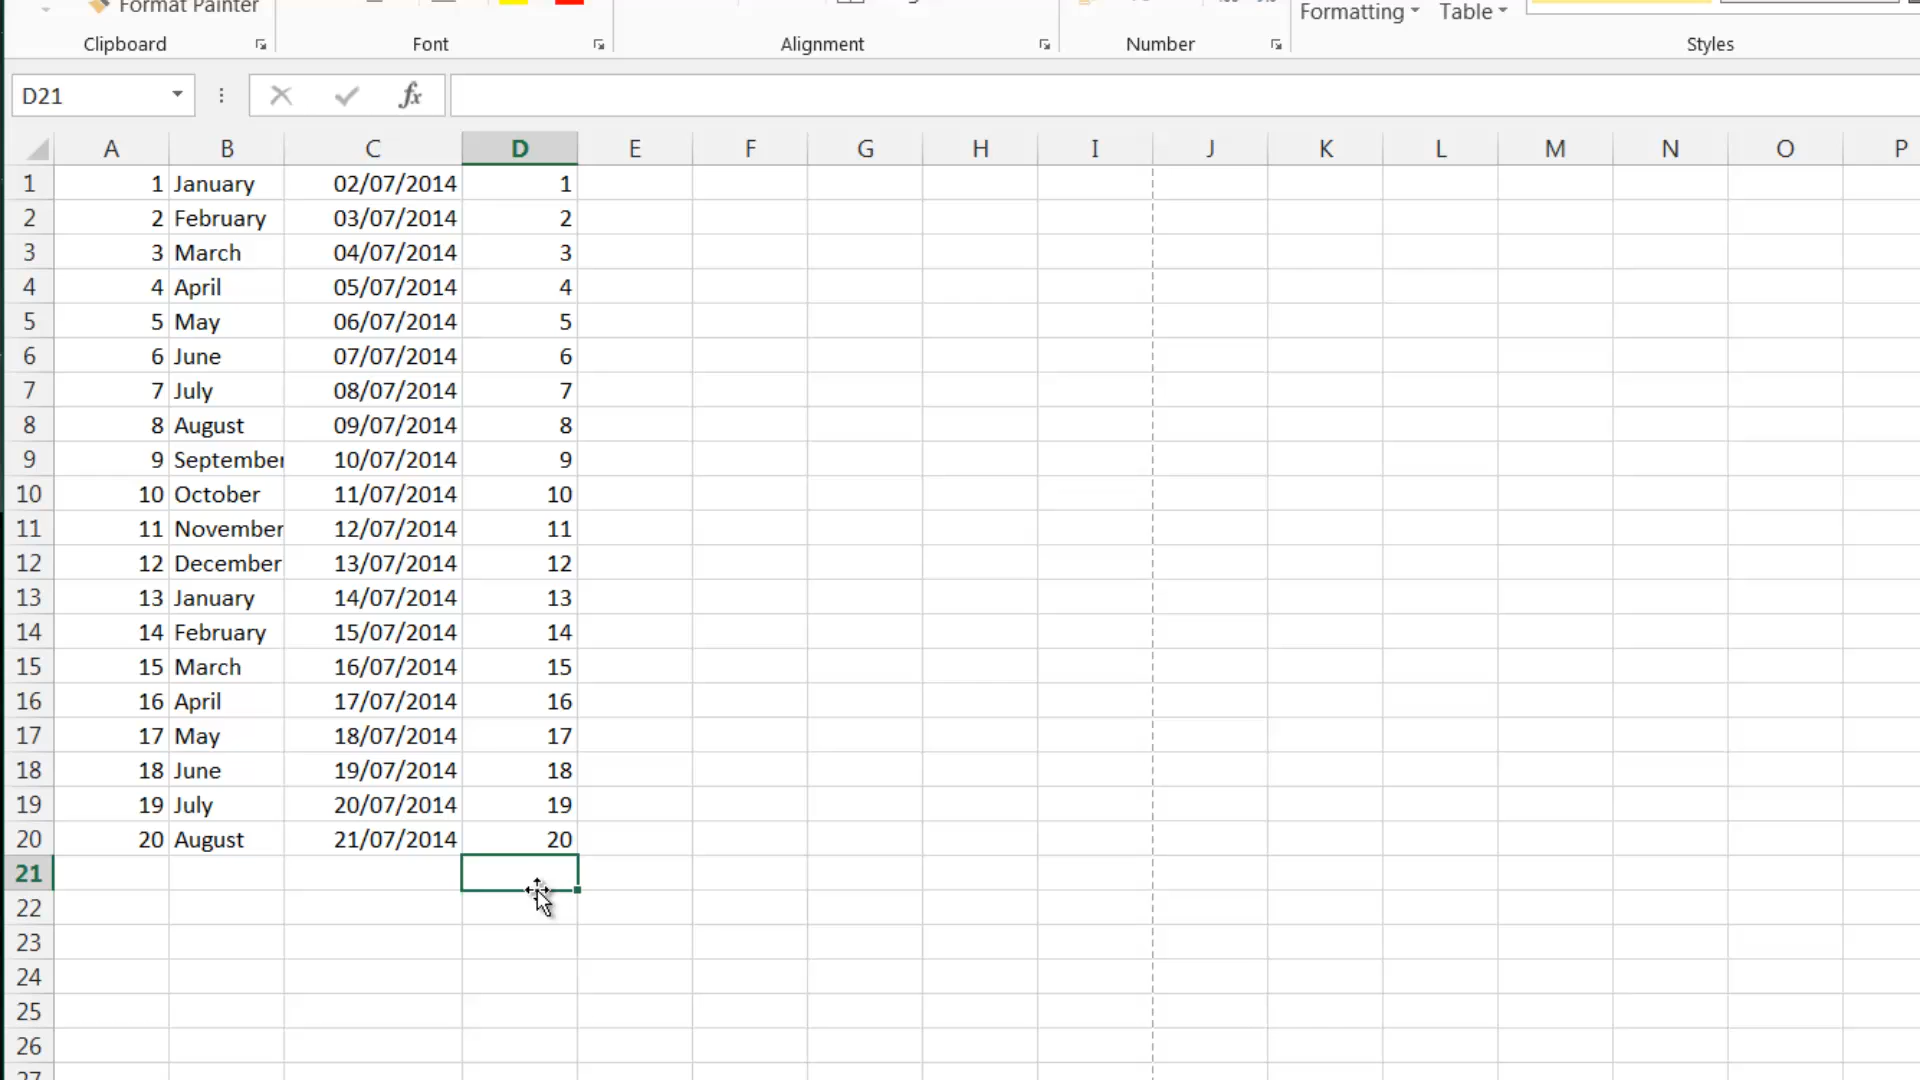 Format Painter
Formatting Table
Clipboard Font Alignment Number Styles
D21 fx
A B C D E F G H I J K L M N O P
1 1 January 02/07/2014 1
2 2 February 03/07/2014 2
3 3 March 04/07/2014 3
4 4 April 05/07/2014 4
5 5 May 06/07/2014 5
6 6 June 07/07/2014 6
7 7 July 08/07/2014 7
8 8 August 09/07/2014 8
9 9 September 10/07/2014 9
10 10 October 11/07/2014 10
11 11 November 12/07/2014 11
12 12 December 13/07/2014 12
13 13 January 14/07/2014 13
14 14 February 15/07/2014 14
15 15 March 16/07/2014 15
16 16 April 17/07/2014 16
17 17 May 18/07/2014 17
18 18 June 19/07/2014 18
19 19 July 20/07/2014 19
20 20 August 21/07/2014 20
21
22
23
24
25
26
27